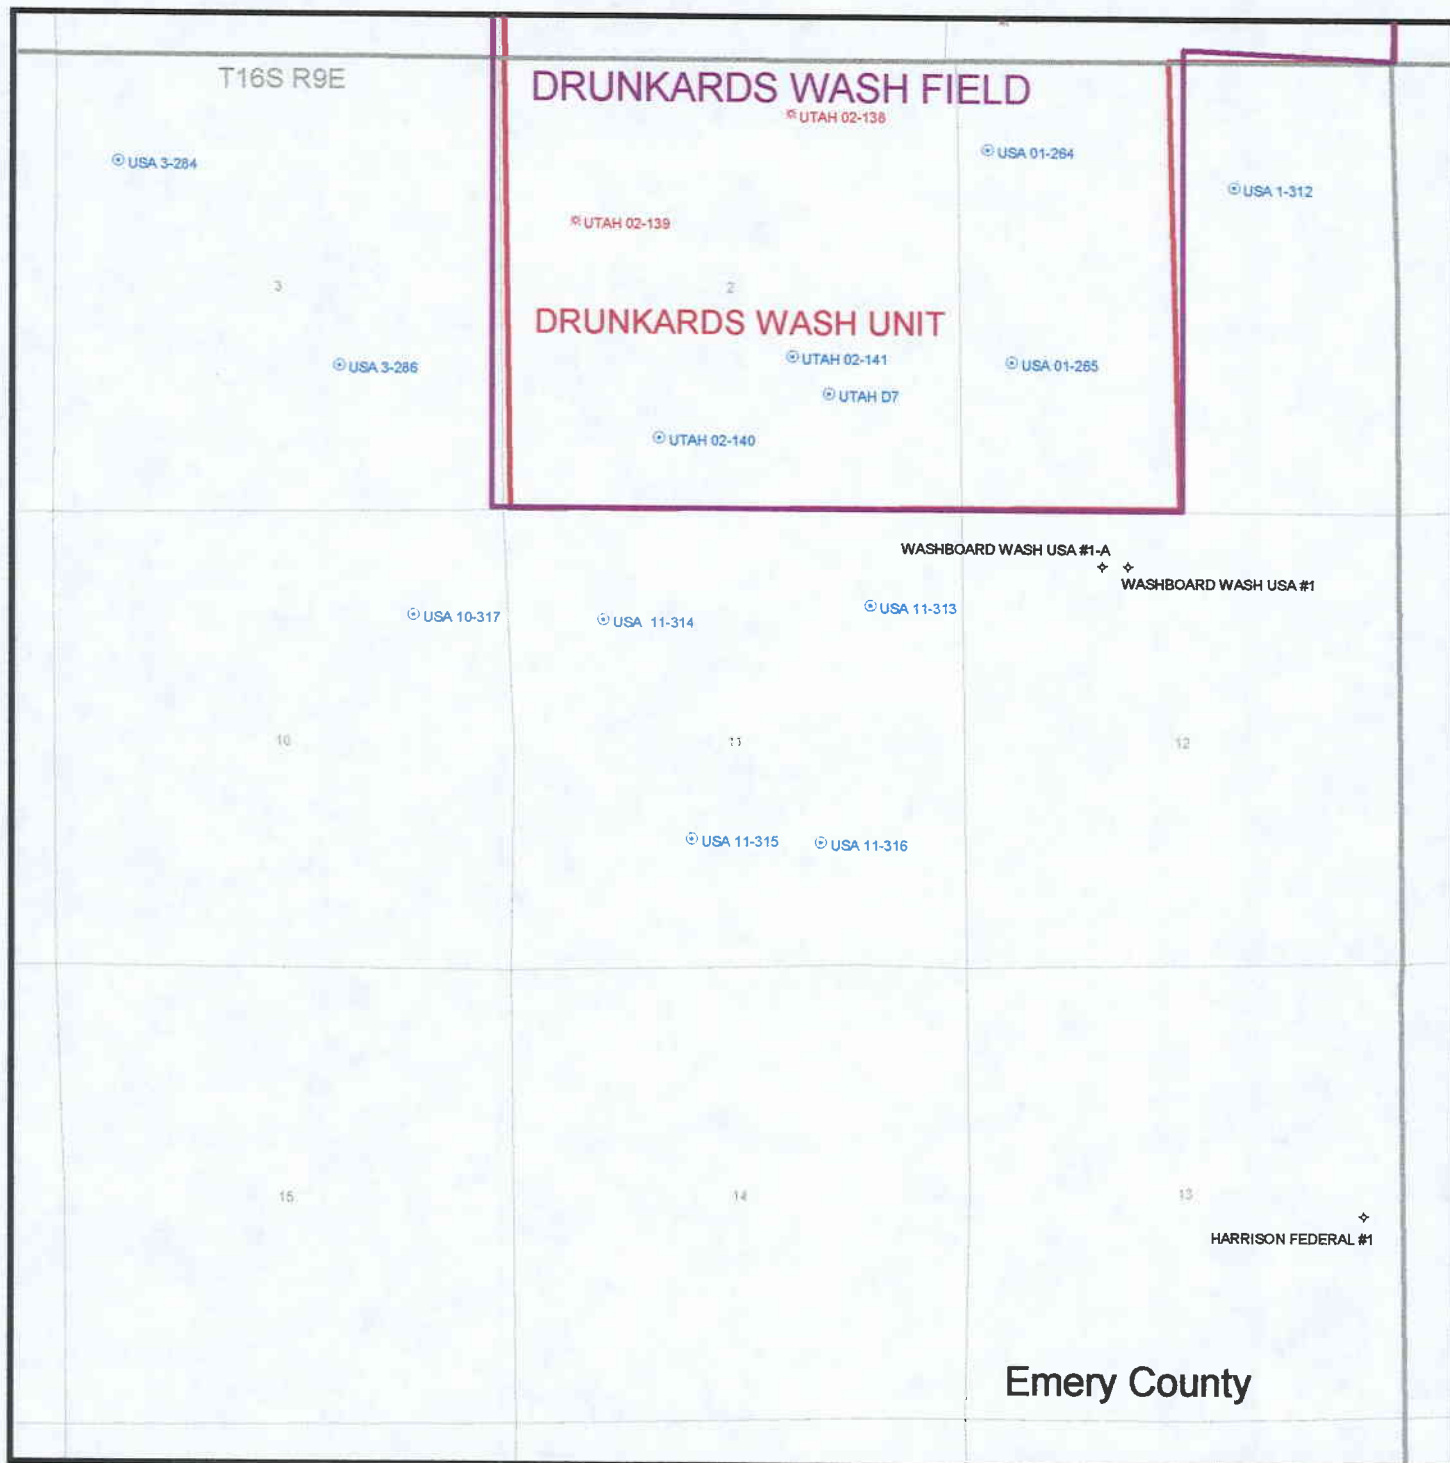 T16S R9E
DRUNKARDS WASH FIELD
UTAH 02-138
USA 3-284
USA 01-264
USA 1-312
UTAH 02-139
3
2
DRUNKARDS WASH UNIT
USA 3-286
UTAH 02-141
USA 01-265
UTAH D7
UTAH 02-140
WASHBOARD WASH USA #1-A
WASHBOARD WASH USA #1
USA 10-317
USA 11-314
USA 11-313
10
11
12
USA 11-315
USA 11-316
15
14
13
HARRISON FEDERAL #1
Emery County